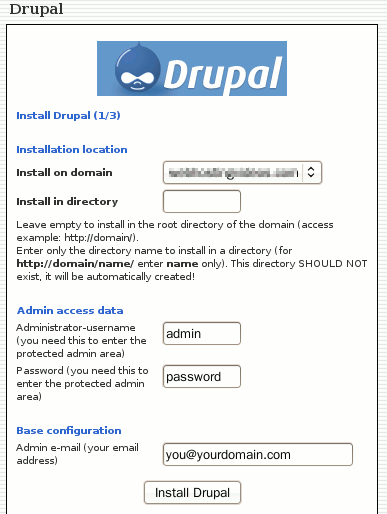 Drupal
Drupal
Install Drupal (1/3)
Installation location
Install on domain
Install in directory
Leave empty to install in the root directory of the domain (access
example: http://domain/).
Enter only the directory name to install in a directory (for
http://domain/name/ enter name only). This directory SHOULD NOT
exist, it will be automatically created!
Admin access data
Administrator-username
(you need this to enter the
protected admin area)
admin
Password (you need this to
enter the protected admin
area)
password
Base configuration
Admin e-mail (your email
address)
you@yourdomain.com
Install Drupal